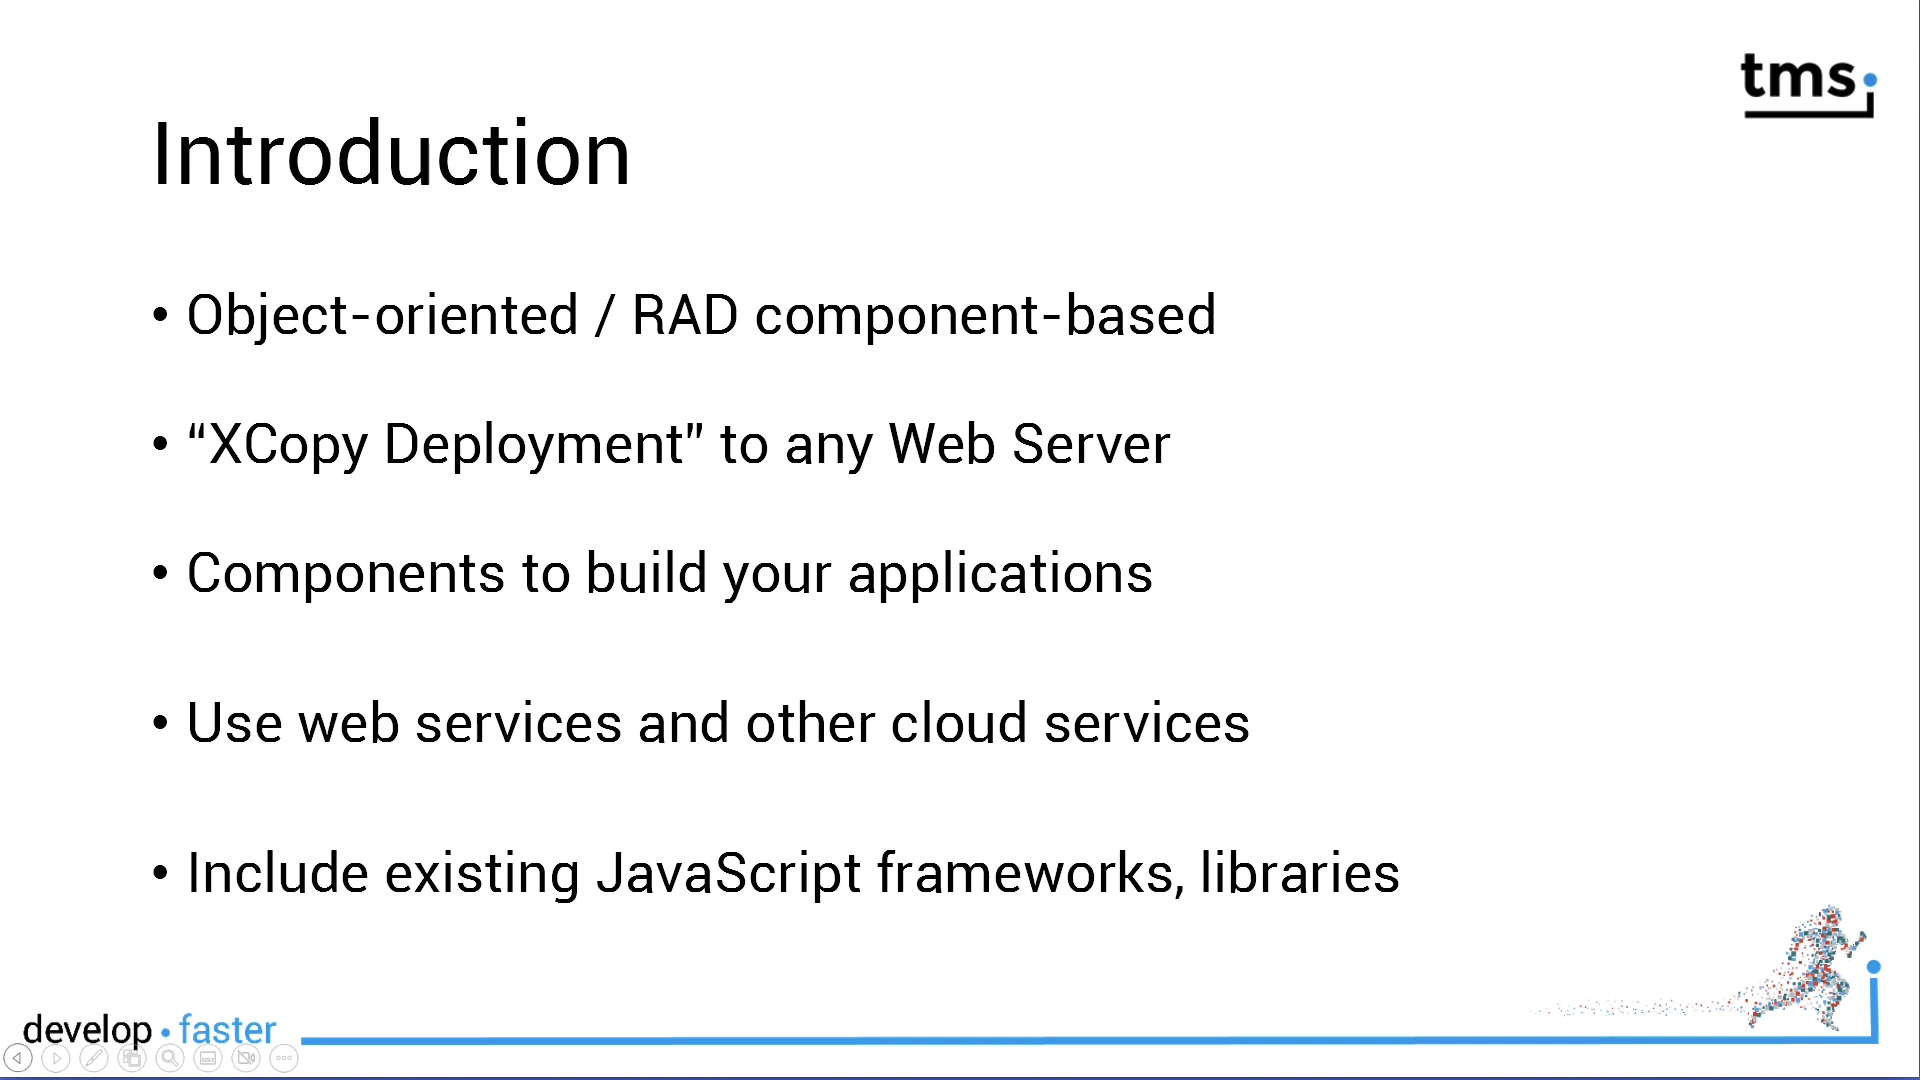 tms
Introduction
• Object-oriented / RAD component-based
• “XCopy Deployment” to any Web Server
• Components to build your applications
• Use web services and other cloud services
• Include existing JavaScript frameworks, libraries
develop • faster